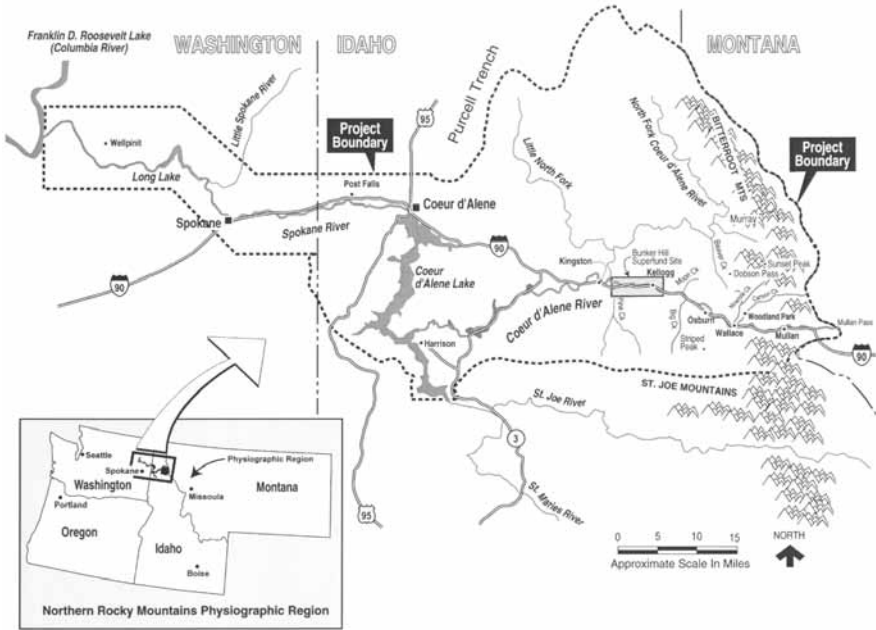 Franklin D. Roosevelt Lake
(Columbia River)
WASHINGTON
IDAHO
MONTANA
Purcell Trench
95
Little Spokane River
Project
Boundary
Wellpinit
Long Lake
Post Falls
Coeur d'Alene
Spokane
Spokane River
90
Little North Fork
North Fork
Coeur d'Alene River
BITTERROOT MTS
Project
Boundary
Murray
Beaver Ck
Sunset Peak
Dobson Pass
90
Kingston
Bunker Hill
Superfund Site
Kellogg
Coeur
d'Alene Lake
Coeur d'Alene River
Big Ck
Osburn
Woodland Park
Wallace
Mullan
Mullan Pass
90
Striped
Peak
Harrison
ST. JOE MOUNTAINS
St. Joe River
3
St. Maries River
95
0 5 10 15
Approximate Scale In Miles
NORTH
Seattle
Spokane
Physiographic Region
Washington
Missoula
Montana
Portland
Oregon
Idaho
Boise
Northern Rocky Mountains Physiographic Region